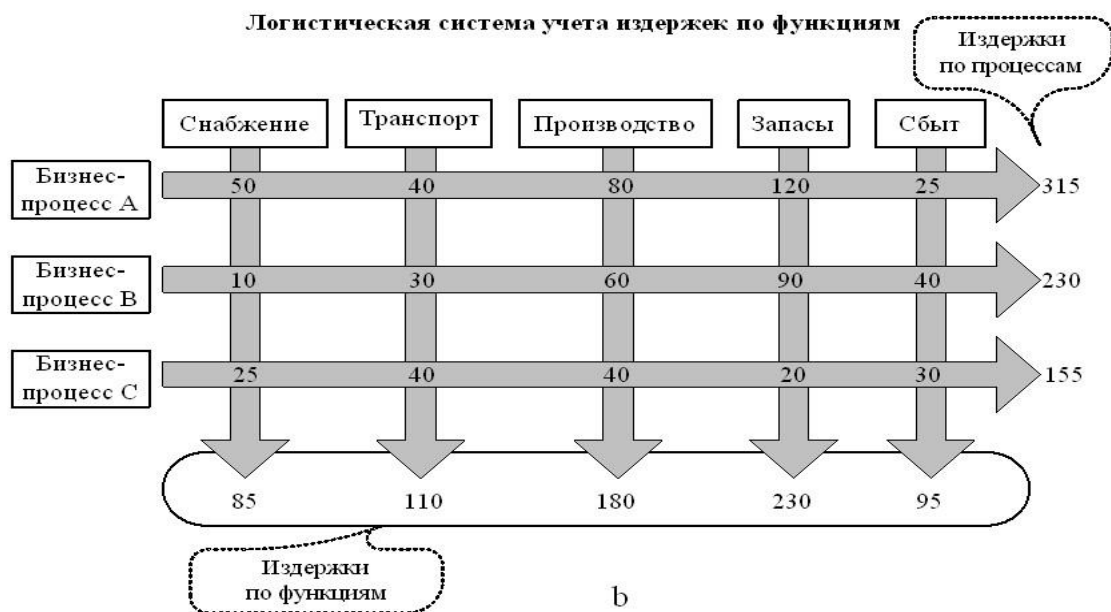 Логистическая система учета издержек по функциям
Издержки
по процессам
Снабжение
Транспорт
Производство
Запасы
Сбыт
Бизнес-
процесс А
50
40
80
120
25
315
Бизнес-
процесс В
10
30
60
90
40
230
Бизнес-
процесс С
25
40
40
20
30
155
85
110
180
230
95
Издержки
по функциям
b